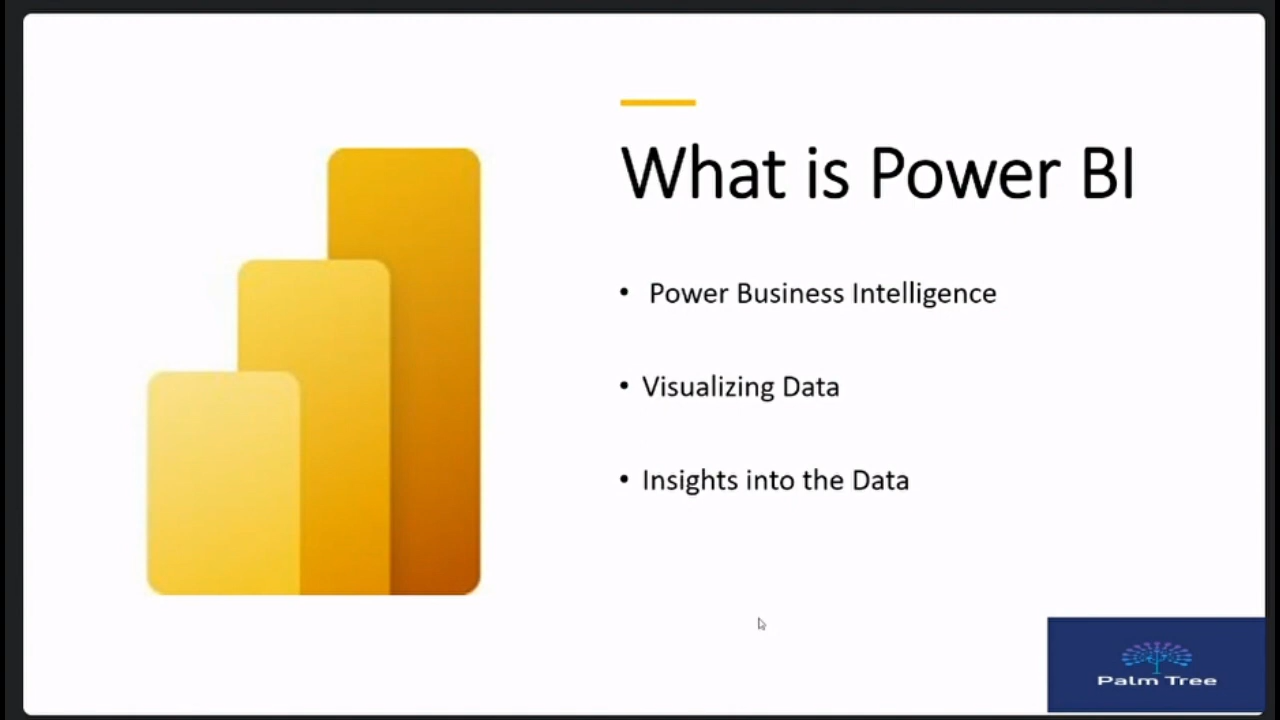 What is Power BI
• Power Business Intelligence
• Visualizing Data
• Insights into the Data
Palm Tree